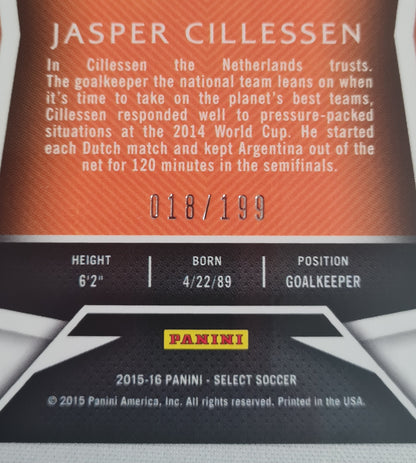 JASPER CILLESSEN
In Cillessen the Netherlands trusts.
The goalkeeper the national team leans on when
it's time to take on the planet's best teams,
Cillessen responded well to pressure-packed
situations at the 2014 World Cup. He started
each Dutch match and kept Argentina out of the
net for 120 minutes in the semifinals.
018/199
HEIGHT BORN POSITION
6'2" 4/22/89 GOALKEEPER
PANINI
2015-16 PANINI - SELECT SOCCER
© 2015 Panini America, Inc. All rights reserved. Printed in the USA.